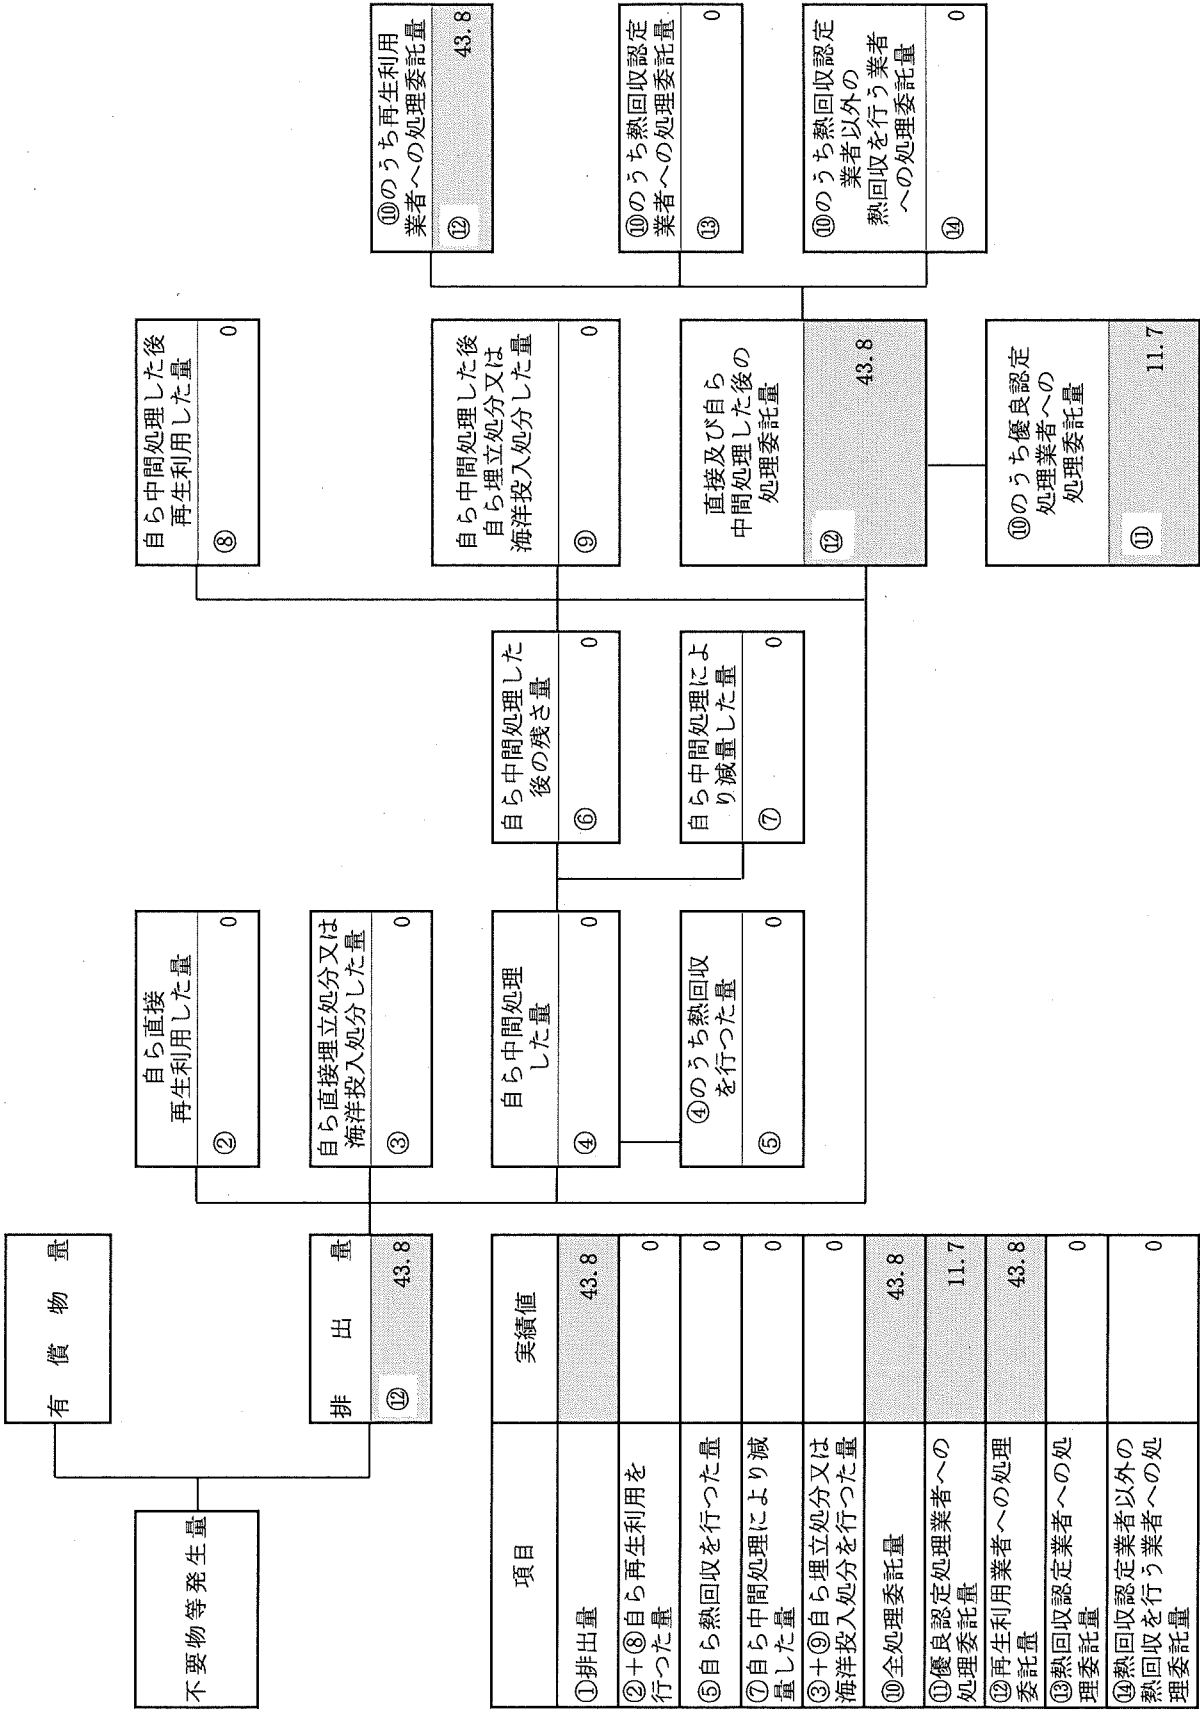 不要物等発生量
有償物量
排出量
⑫ 43.8
自ら直接
再生利用した量
② 0
自ら直接埋立処分又は
海洋投入処分した量
③ 0
自ら中間処理
した量
④ 0
④のうち熱回収
を行つた量
⑤ 0
自ら中間処理した
後の残さ量
⑥ 0
自ら中間処理によ
り減量した量
⑦ 0
自ら中間処理した後
再生利用した量
⑧ 0
自ら中間処理した後
自ら埋立処分又は
海洋投入処分した量
⑨ 0
直接及び自ら
中間処理した後の
処理委託量
⑫ 43.8
⑩のうち優良認定
処理業者への
処理委託量
⑪ 11.7
⑩のうち再生利用
業者への処理委託量
⑫ 43.8
⑩のうち熱回収認定
業者への処理委託量
⑬ 0
⑩のうち熱回収認定
業者以外の
熱回収を行う業者
への処理委託量
⑭ 0
項目 実績値
①排出量 43.8
②+⑧自ら再生利用を
行つた量 0
⑤自ら熱回収を行つた量 0
⑦自ら中間処理により減
量した量 0
③+⑨自ら埋立処分又は
海洋投入処分を行つた量 0
⑩全処理委託量 43.8
⑪優良認定処理業者への
処理委託量 11.7
⑫再生利用業者への処理
委託量 43.8
⑬熱回収認定業者への処
理委託量 0
⑭熱回収認定業者以外の
熱回収を行う業者への処
理委託量 0